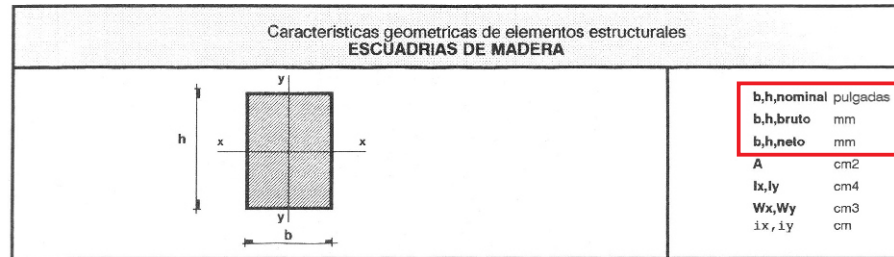 Caracteristicas geometricas de elementos estructurales
ESCUADRIAS DE MADERA
y
h
x
x
y
b
b,h,nominal pulgadas
b,h,bruto mm
b,h,neto mm
A cm2
Ix,Iy cm4
Wx,Wy cm3
ix,iy cm